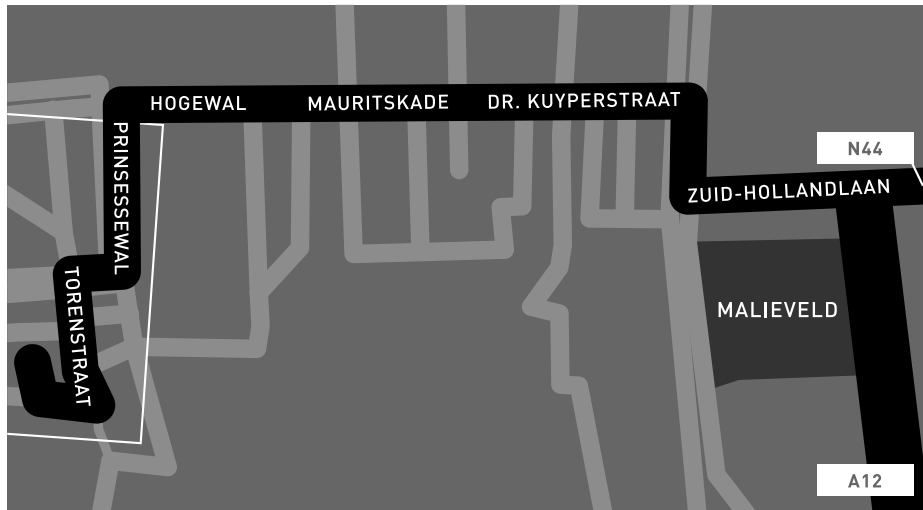 HOGEWAL
MAURITSKADE
DR. KUYPERSTRAAT
PRINSESSEWAL
N44
ZUID-HOLLANDLAAN
TORENSTRAAT
MALIEVELD
A12